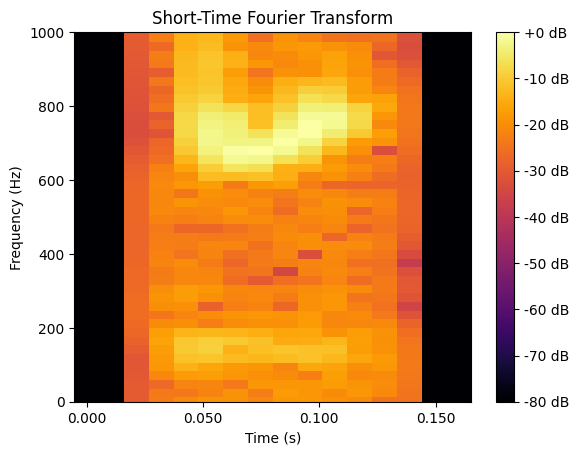 Short-Time Fourier Transform
1000
800
600
400
200
0
Frequency (Hz)
0.000
0.050
0.100
0.150
Time (s)
+0 dB
-10 dB
-20 dB
-30 dB
-40 dB
-50 dB
-60 dB
-70 dB
-80 dB